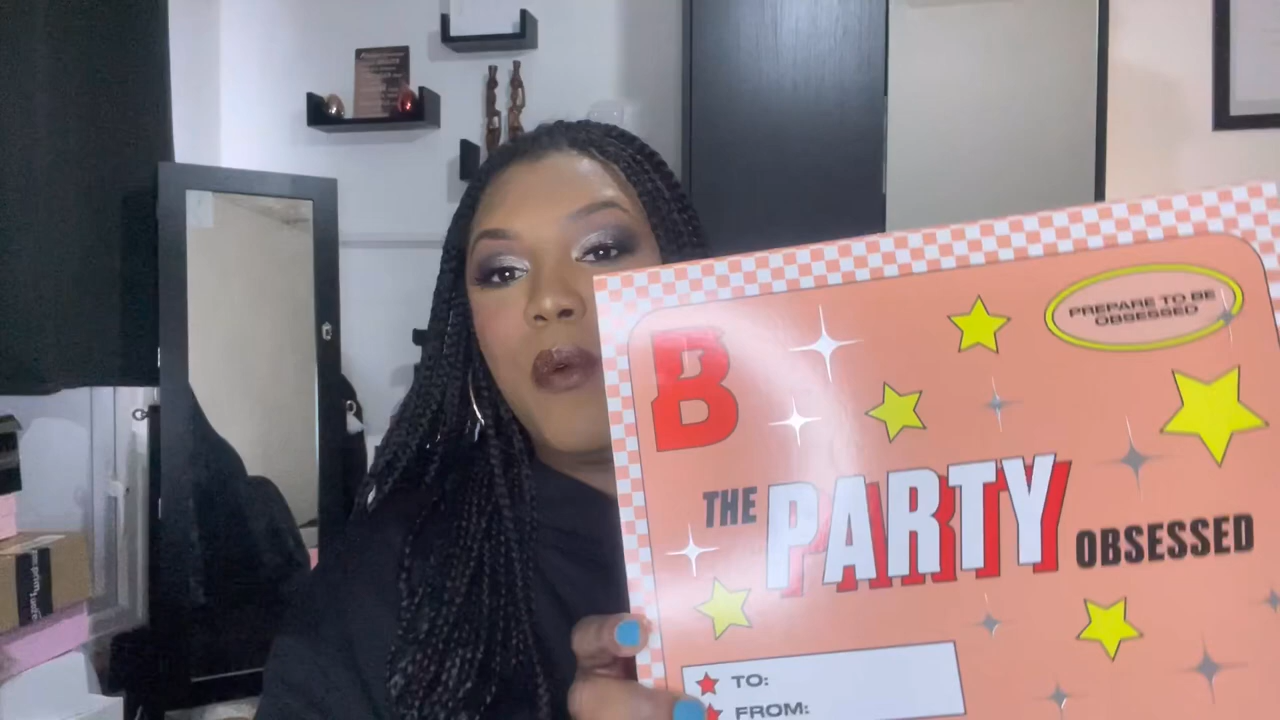 PREPARE TO BE
OBSESSED
B
THE PARTY OBSESSED
TO:
FROM: